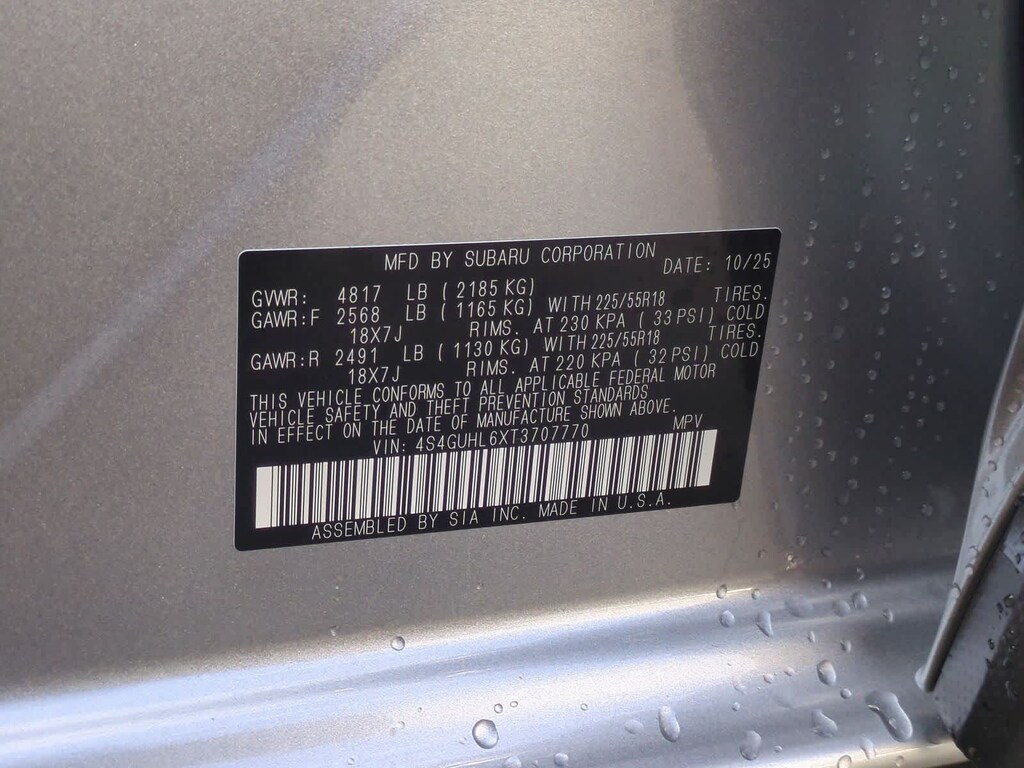 MFD BY SUBARU CORPORATION
DATE: 10/25
GVWR: 4817 LB ( 2185 KG)
GAWR:F 2568 LB ( 1165 KG) WITH 225/55R18 TIRES.
18X7J RIMS. AT 230 KPA ( 33 PSI) COLD
GAWR:R 2491 LB ( 1130 KG) WITH 225/55R18 TIRES.
18X7J RIMS. AT 220 KPA ( 32 PSI) COLD
THIS VEHICLE CONFORMS TO ALL APPLICABLE FEDERAL MOTOR
VEHICLE SAFETY AND THEFT PREVENTION STANDARDS
IN EFFECT ON THE DATE OF MANUFACTURE SHOWN ABOVE.
VIN: 4S4GUHL6XT3707770 MPV
ASSEMBLED BY SIA INC. MADE IN U.S.A.